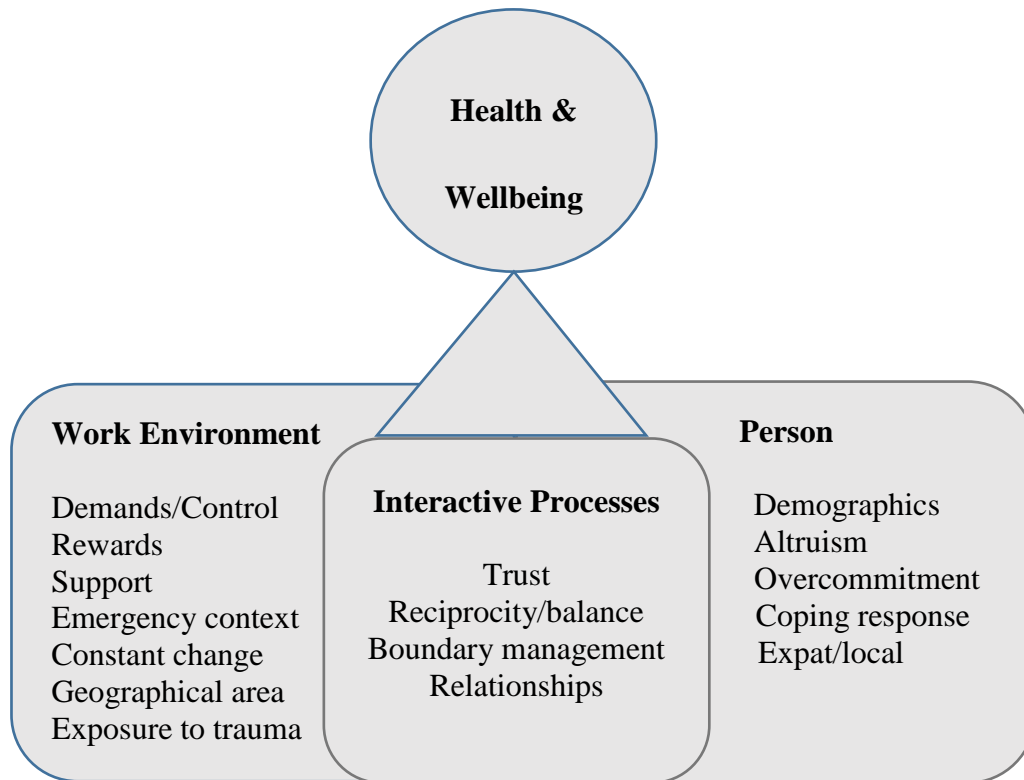 Health &
Wellbeing
Work Environment
Demands/Control
Rewards
Support
Emergency context
Constant change
Geographical area
Exposure to trauma
Interactive Processes
Trust
Reciprocity/balance
Boundary management
Relationships
Person
Demographics
Altruism
Overcommitment
Coping response
Expat/local